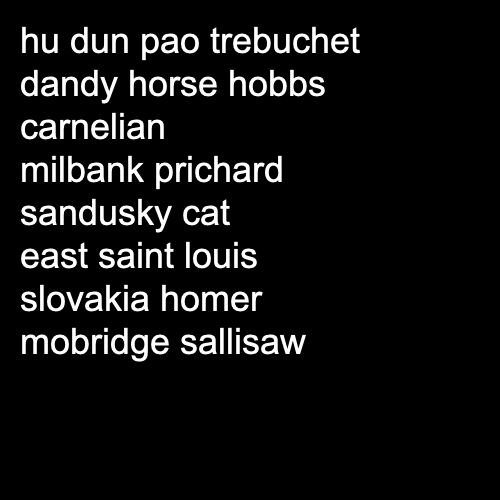 hu dun pao trebuchet
dandy horse hobbs
carnelian
milbank prichard
sandusky cat
east saint louis
slovakia homer
mobridge sallisaw